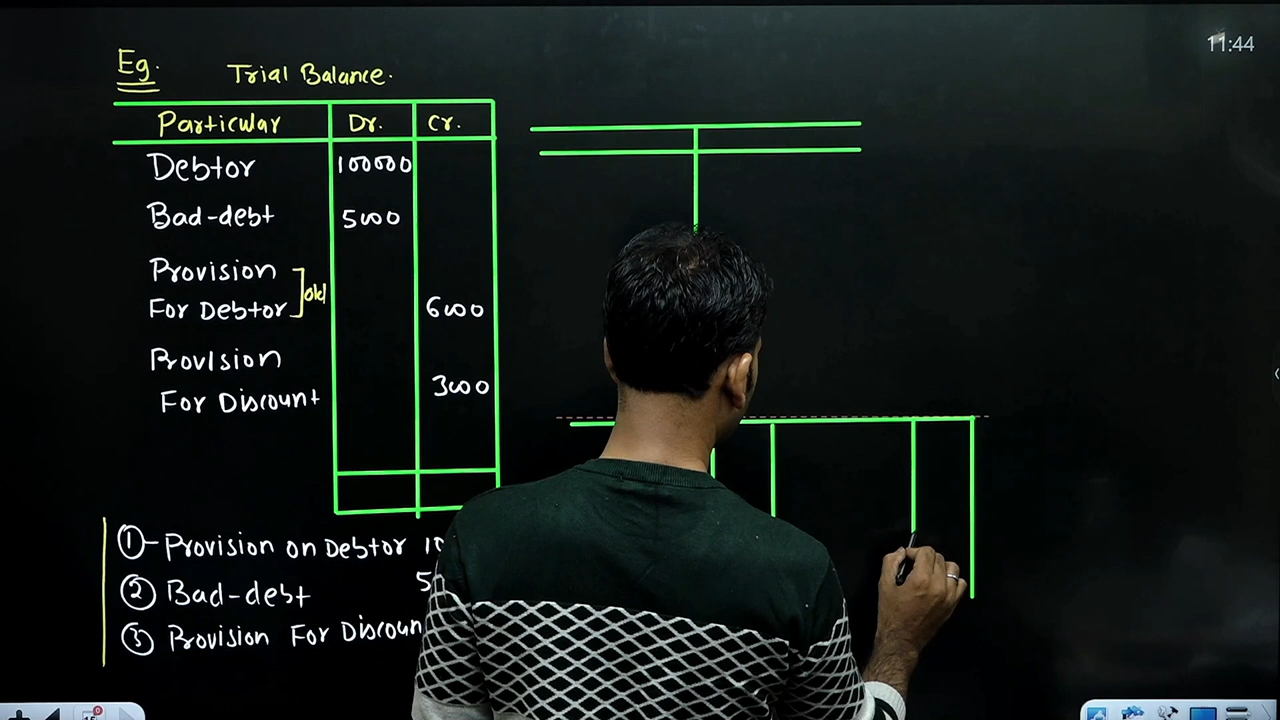 11:44
Eg.
Trial Balance.
Particular Dr. Cr.
Debtor 100000
Bad-debt 5000
Provision
For Debtor old 6000
Provision
For Discount 3000
① Provision on Debtor
② Bad-debt
③ Provision For